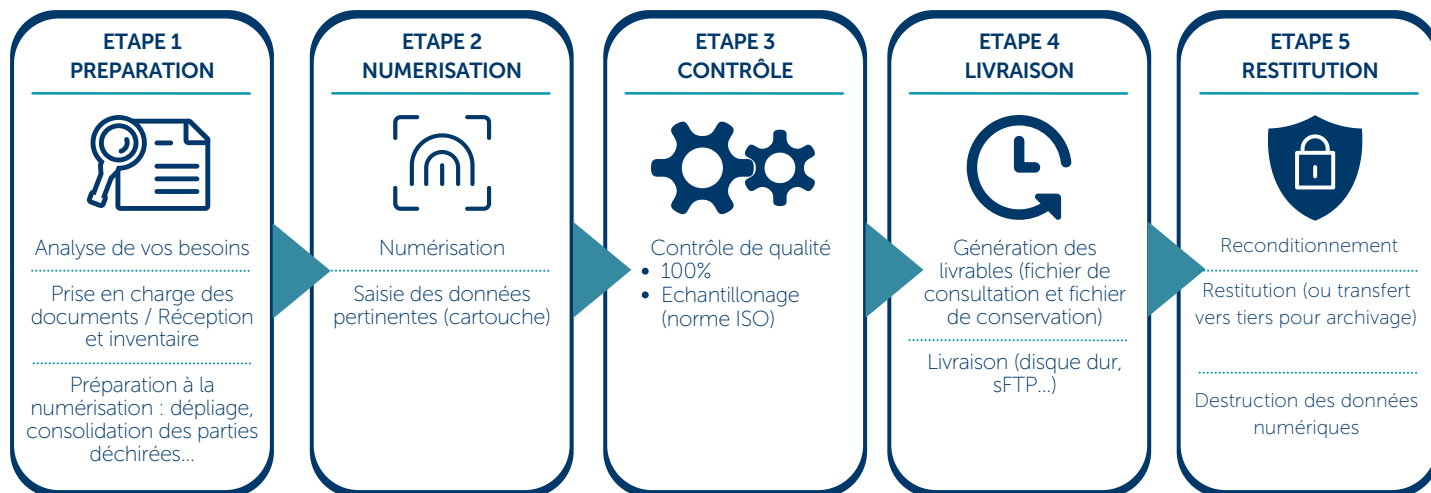 ETAPE 1
PREPARATION
Analyse de vos besoins
Prise en charge des
documents / Réception
et inventaire
Préparation à la
numérisation : dépliage,
consolidation des parties
déchirées...
ETAPE 2
NUMERISATION
Numérisation
Saisie des données
pertinentes (cartouche)
ETAPE 3
CONTRÔLE
Contrôle de qualité
• 100%
• Echantillonage
(norme ISO)
ETAPE 4
LIVRAISON
Génération des
livrables (fichier de
consultation et fichier
de conservation)
Livraison (disque dur,
sFTP...)
ETAPE 5
RESTITUTION
Reconditionnement
Restitution (ou transfert
vers tiers pour archivage)
Destruction des données
numériques